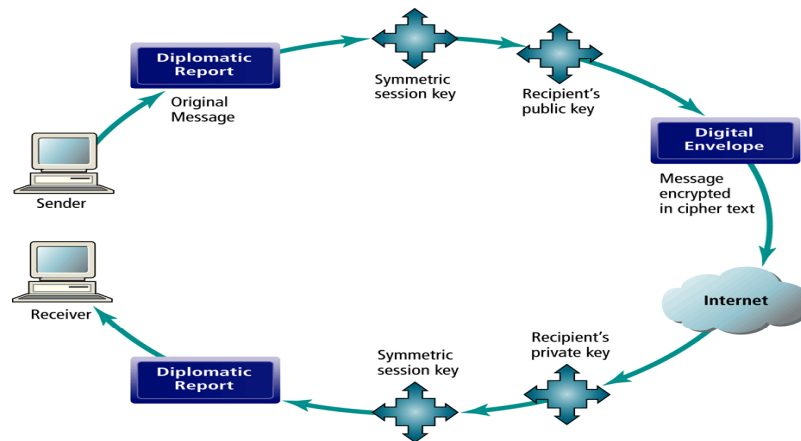 Diplomatic
Report
Original
Message
Symmetric
session key
Recipient's
public key
Digital
Envelope
Message
encrypted
in cipher text
Sender
Internet
Receiver
Recipient's
private key
Symmetric
session key
Diplomatic
Report